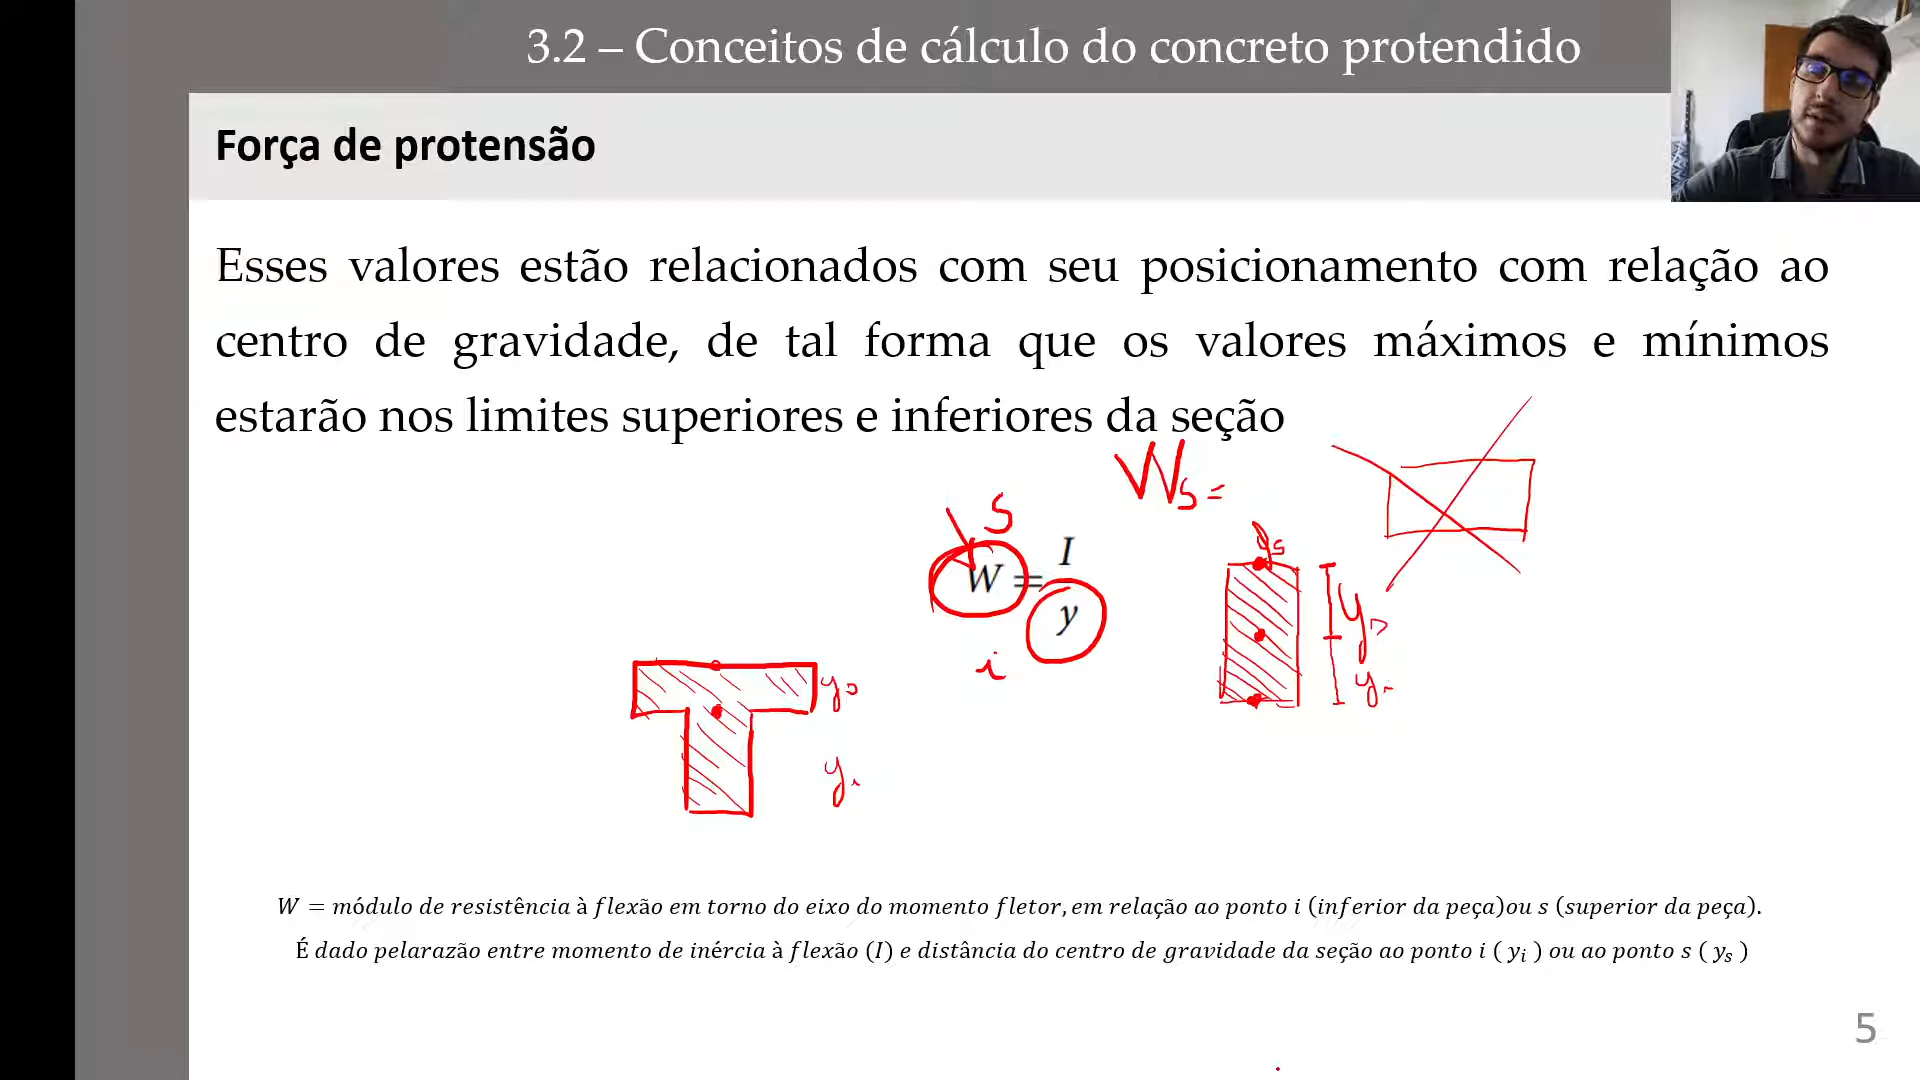 3.2 – Conceitos de cálculo do concreto protendido
Força de protensão
Esses valores estão relacionados com seu posicionamento com relação ao
centro de gravidade, de tal forma que os valores máximos e mínimos
estarão nos limites superiores e inferiores da seção
Ws =
s
W = I / y
i
ys
ys
yi
ys
yi
W = módulo de resistência à flexão em torno do eixo do momento fletor, em relação ao ponto i (inferior da peça)ou s (superior da peça).
É dado pelarazão entre momento de inércia à flexão (I) e distância do centro de gravidade da seção ao ponto i ( yi ) ou ao ponto s ( ys )
5